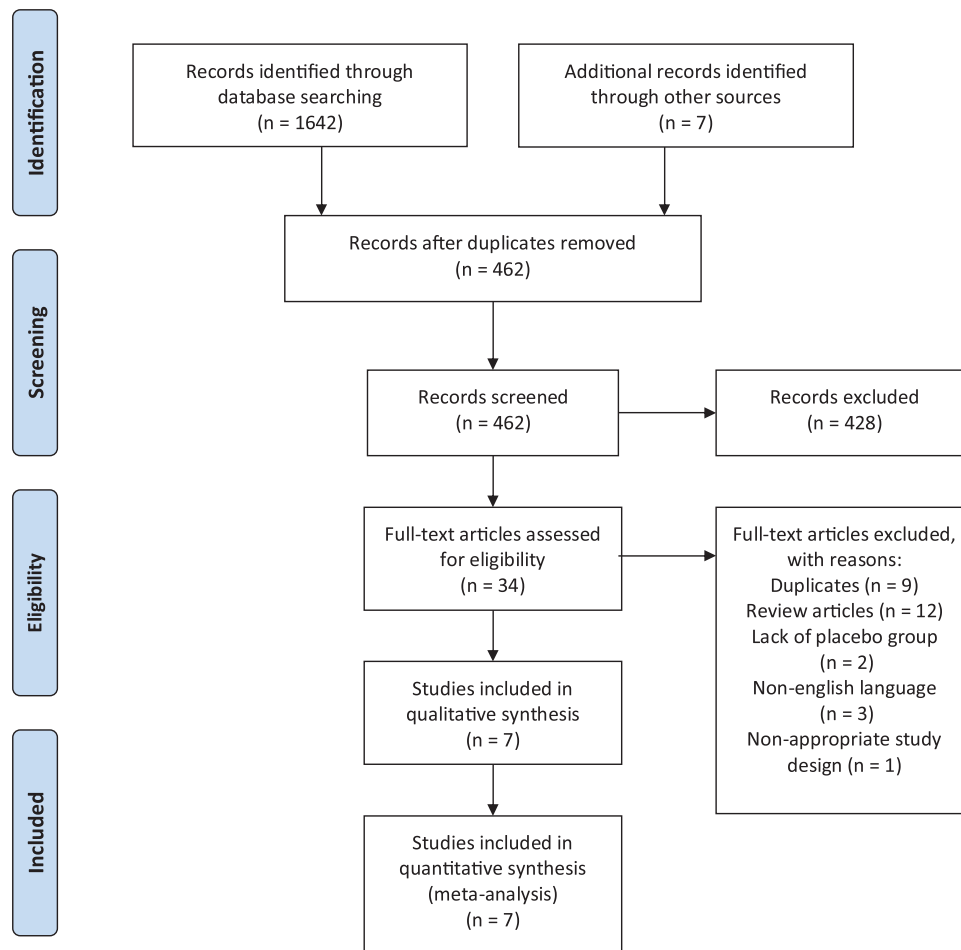 Identification
Records identified through
database searching
(n = 1642)
Additional records identified
through other sources
(n = 7)
Records after duplicates removed
(n = 462)
Screening
Records screened
(n = 462)
Records excluded
(n = 428)
Eligibility
Full-text articles assessed
for eligibility
(n = 34)
Full-text articles excluded,
with reasons:
Duplicates (n = 9)
Review articles (n = 12)
Lack of placebo group
(n = 2)
Non-english language
(n = 3)
Non-appropriate study
design (n = 1)
Studies included in
qualitative synthesis
(n = 7)
Included
Studies included in
quantitative synthesis
(meta-analysis)
(n = 7)